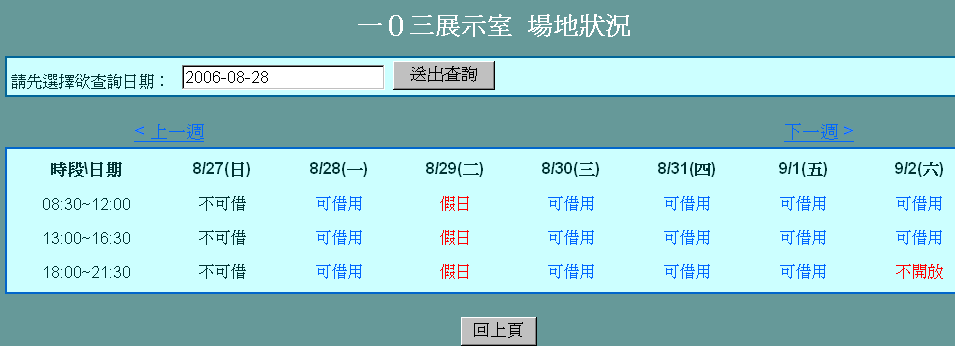 一０三展示室 場地狀況
請先選擇欲查詢日期： 2006-08-28 送出查詢
< 上一週 下一週 >
時段\日期 8/27(日) 8/28(一) 8/29(二) 8/30(三) 8/31(四) 9/1(五) 9/2(六)
08:30~12:00 不可借 可借用 假日 可借用 可借用 可借用 可借用
13:00~16:30 不可借 可借用 假日 可借用 可借用 可借用 可借用
18:00~21:30 不可借 可借用 假日 可借用 可借用 可借用 不開放
回上頁